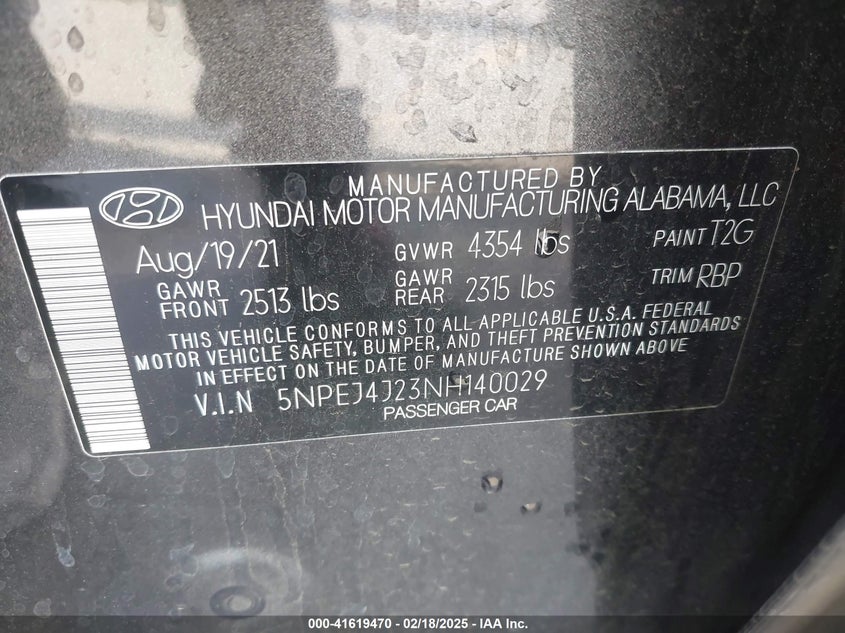 MANUFACTURED BY
HYUNDAI MOTOR MANUFACTURING ALABAMA, LLC
Aug/19/21 GVWR 4354 lbs PAINT T2G
GAWR FRONT 2513 lbs GAWR REAR 2315 lbs TRIM RBP
THIS VEHICLE CONFORMS TO ALL APPLICABLE U.S.A. FEDERAL
MOTOR VEHICLE SAFETY, BUMPER, AND THEFT PREVENTION STANDARDS
IN EFFECT ON THE DATE OF MANUFACTURE SHOWN ABOVE
V.I.N 5NPEJ4J23NH140029
PASSENGER CAR
000-41619470 — 02/18/2025 — IAA Inc.